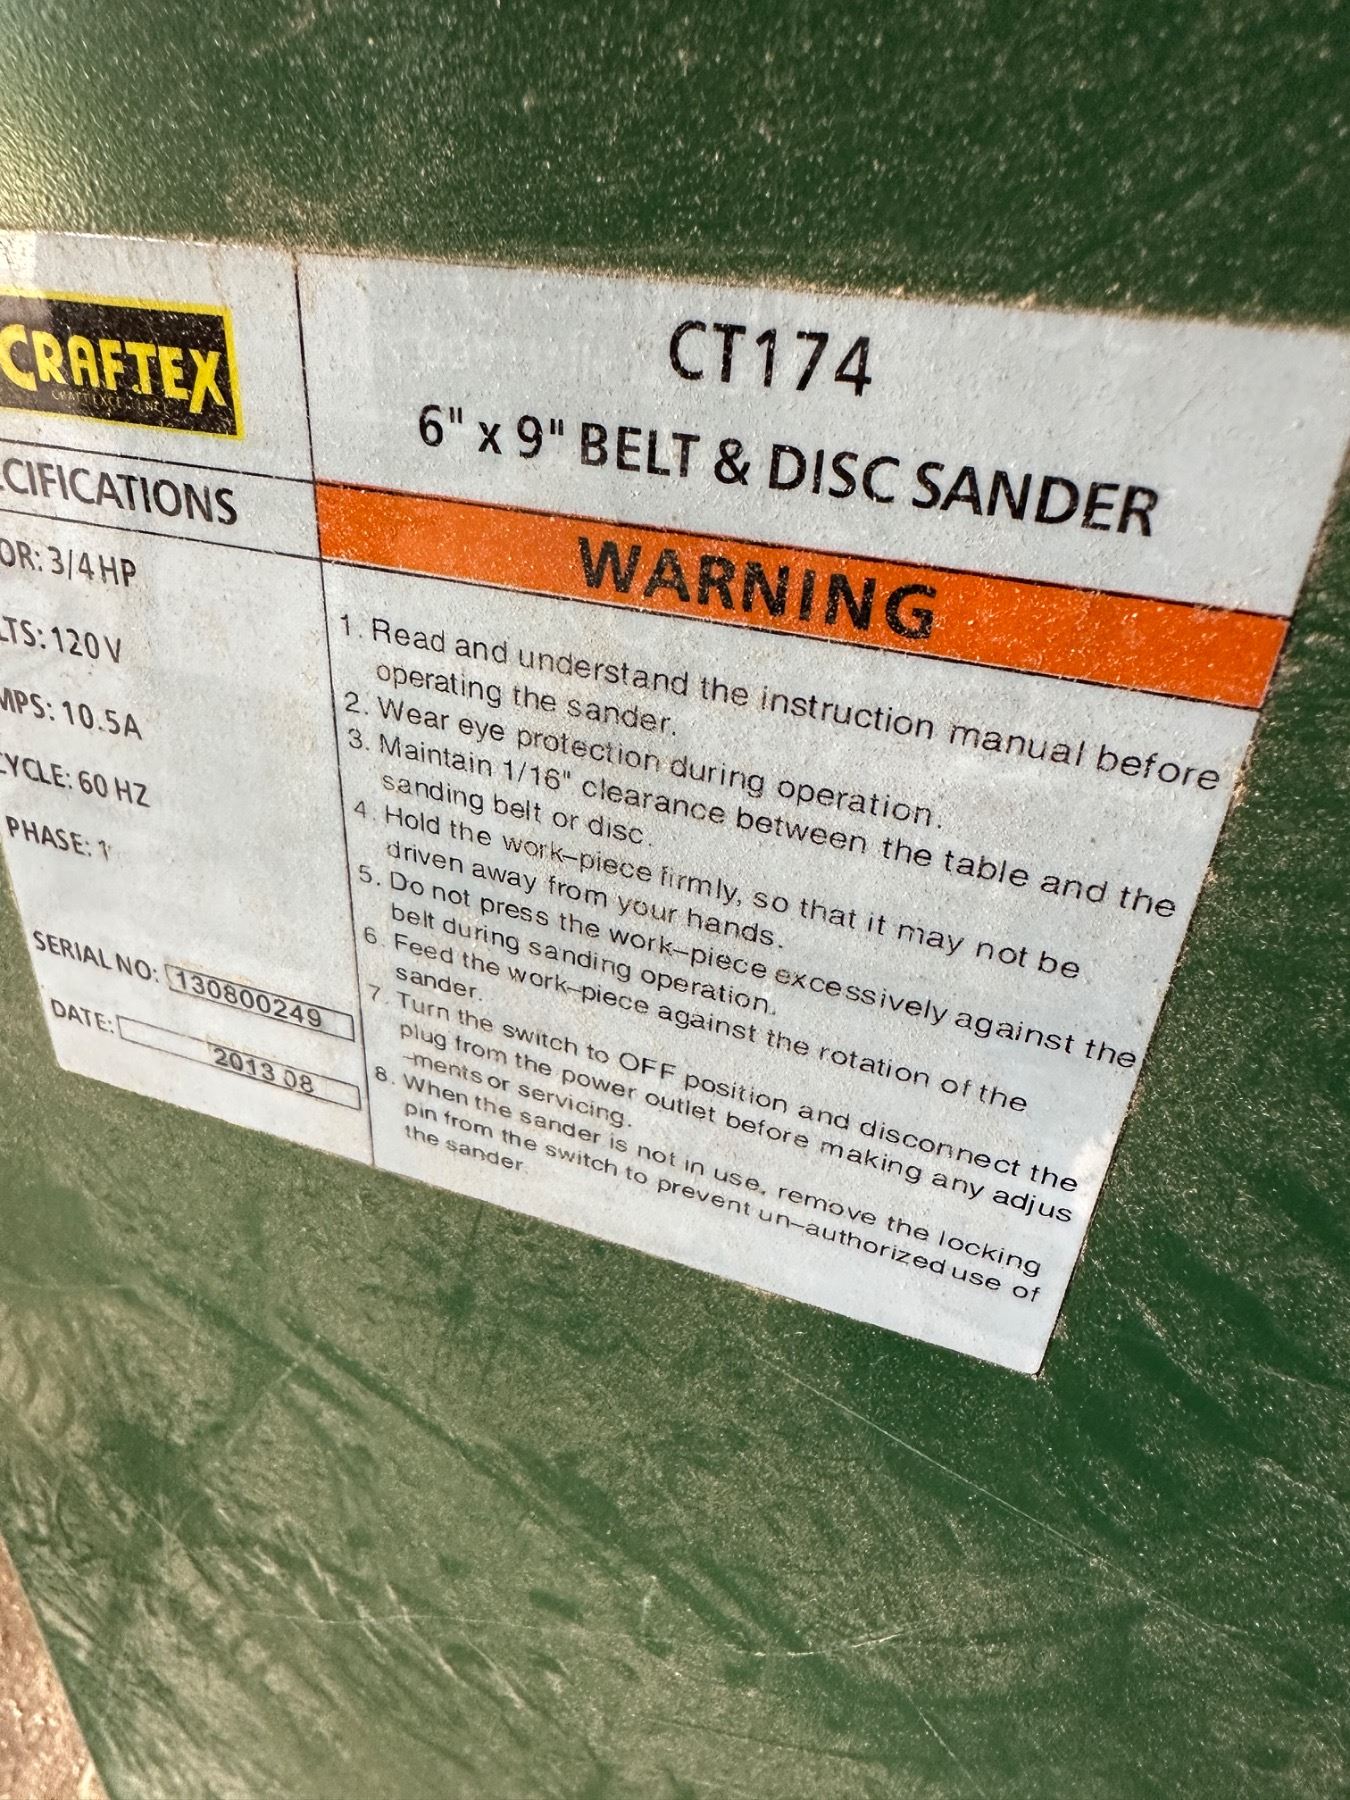 CRAFTEX
CT174
6" x 9" BELT & DISC SANDER
CIFICATIONS
OR: 3/4 HP
LTS: 120 V
MPS: 10.5A
CYCLE: 60 HZ
PHASE: 1
SERIAL NO: 130800249
DATE: 2013 08
WARNING
1. Read and understand the instruction manual before
operating the sander.
2. Wear eye protection during operation.
3. Maintain 1/16" clearance between the table and the
sanding belt or disc.
4. Hold the work-piece firmly, so that it may not be
driven away from your hands.
5. Do not press the work-piece excessively against the
belt during sanding operation.
6. Feed the work-piece against the rotation of the
sander.
7. Turn the switch to OFF position and disconnect the
plug from the power outlet before making any adjus
-ments or servicing.
8. When the sander is not in use, remove the locking
pin from the switch to prevent un-authorized use of
the sander.